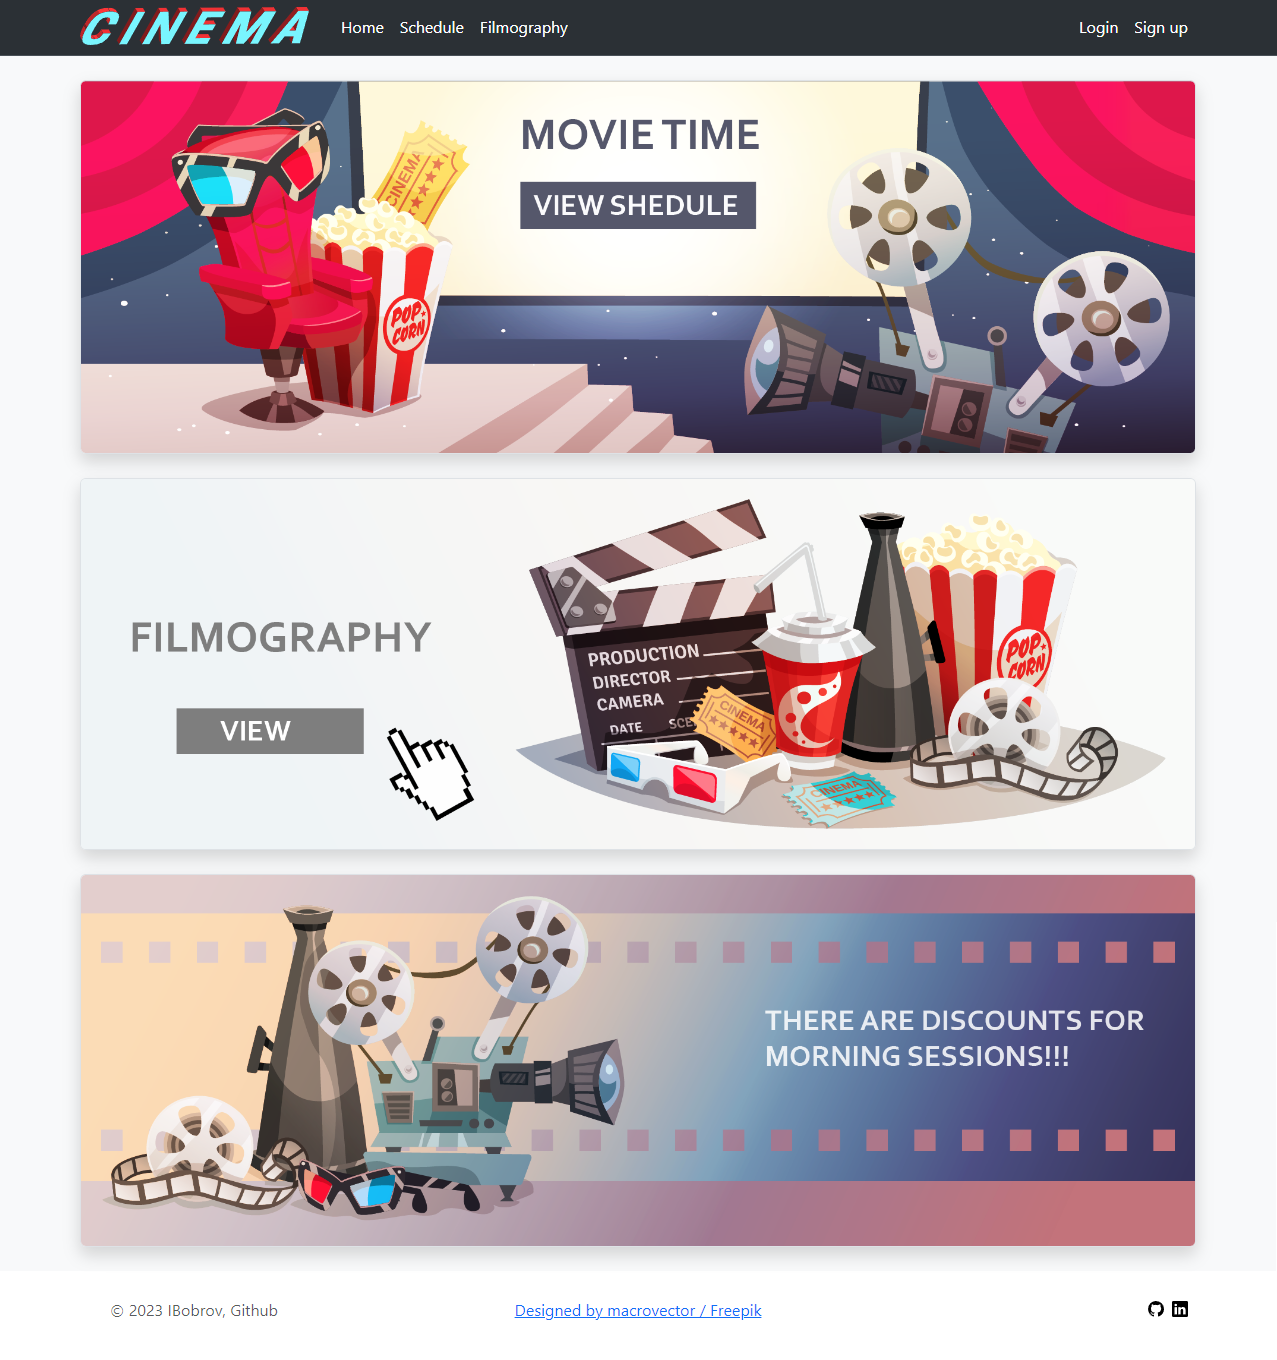 CINEMA
Home Schedule Filmography Login Sign up
MOVIE TIME
VIEW SHEDULE
CINEMA
POP
CORN
FILMOGRAPHY
VIEW
PRODUCTION
DIRECTOR
CAMERA
DATE SCE
CINEMA
CINEMA
POP
CORN
THERE ARE DISCOUNTS FOR
MORNING SESSIONS!!!
© 2023 IBobrov, Github
Designed by macrovector / Freepik
in